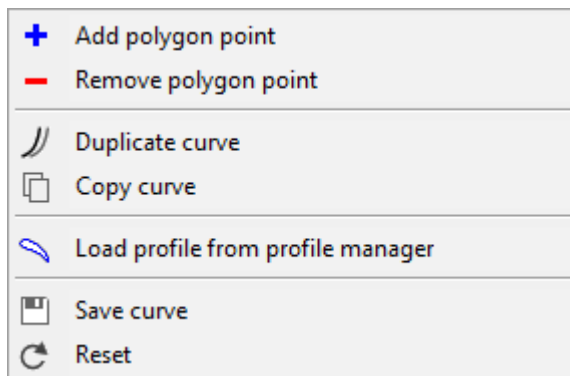 Add polygon point
Remove polygon point
Duplicate curve
Copy curve
Load profile from profile manager
Save curve
Reset